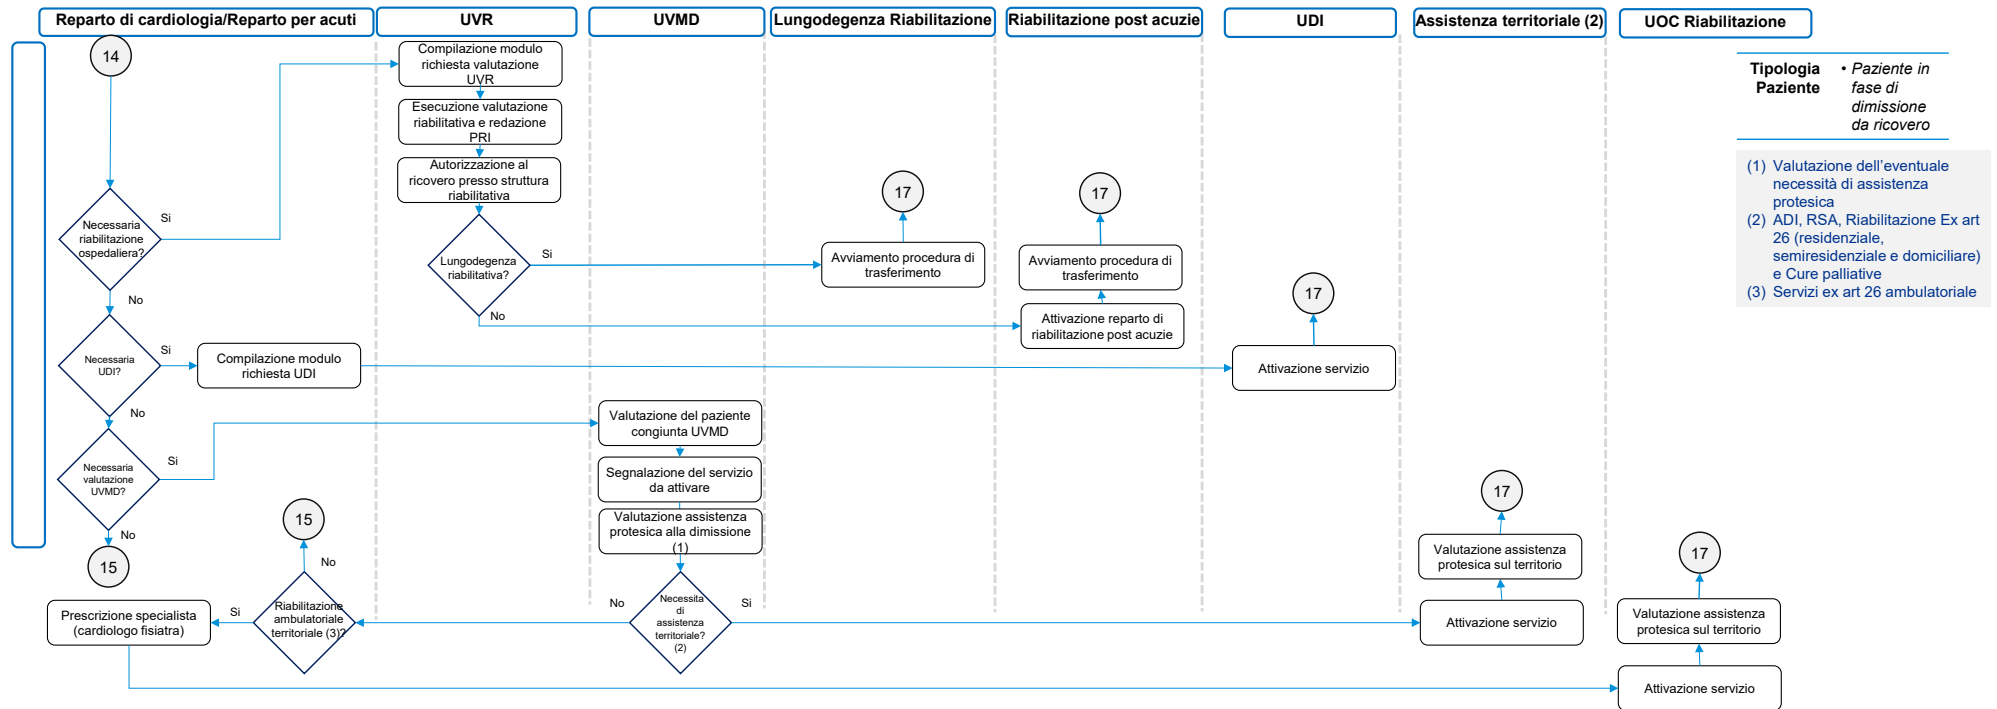 Reparto di cardiologia/Reparto per acuti
UVR
UVMD
Lungodegenza Riabilitazione
Riabilitazione post acuzie
UDI
Assistenza territoriale (2)
UOC Riabilitazione
14
Necessaria
riabilitazione
ospedaliera?
Si
No
Necessaria
UDI?
Si
No
Compilazione modulo
richiesta UDI
Necessaria
valutazione
UVMD?
Si
No
15
Prescrizione specialista
(cardologo fisiatra)
Si
Riabilitazione
ambulatoriale
territoriale (3)?
No
15
Compilazione modulo
richiesta valutazione
UVR
Esecuzione valutazione
riabilitativa e redazione
PRI
Autorizzazione al
ricovero presso struttura
riabilitativa
Lungodegenza
riabilitativa?
Si
No
Valutazione del paziente
congiunta UVMD
Segnalazione del servizio
da attivare
Valutazione assistenza
protesica alla dimissione
(1)
Necessita
di
assistenza
territoriale?
(2)
No
Si
17
Avviamento procedura di
trasferimento
17
Avviamento procedura di
trasferimento
Attivazione reparto di
riabilitazione post acuzie
17
Attivazione servizio
17
Valutazione assistenza
protesica sul territorio
Attivazione servizio
17
Valutazione assistenza
protesica sul territorio
Attivazione servizio
Tipologia
Paziente
• Paziente in
fase di
dimissione
da ricovero
(1) Valutazione dell'eventuale
necessità di assistenza
protesica
(2) ADI, RSA, Riabilitazione Ex art
26 (residenziale,
semiresidenziale e domiciliare)
e Cure palliative
(3) Servizi ex art 26 ambulatoriale